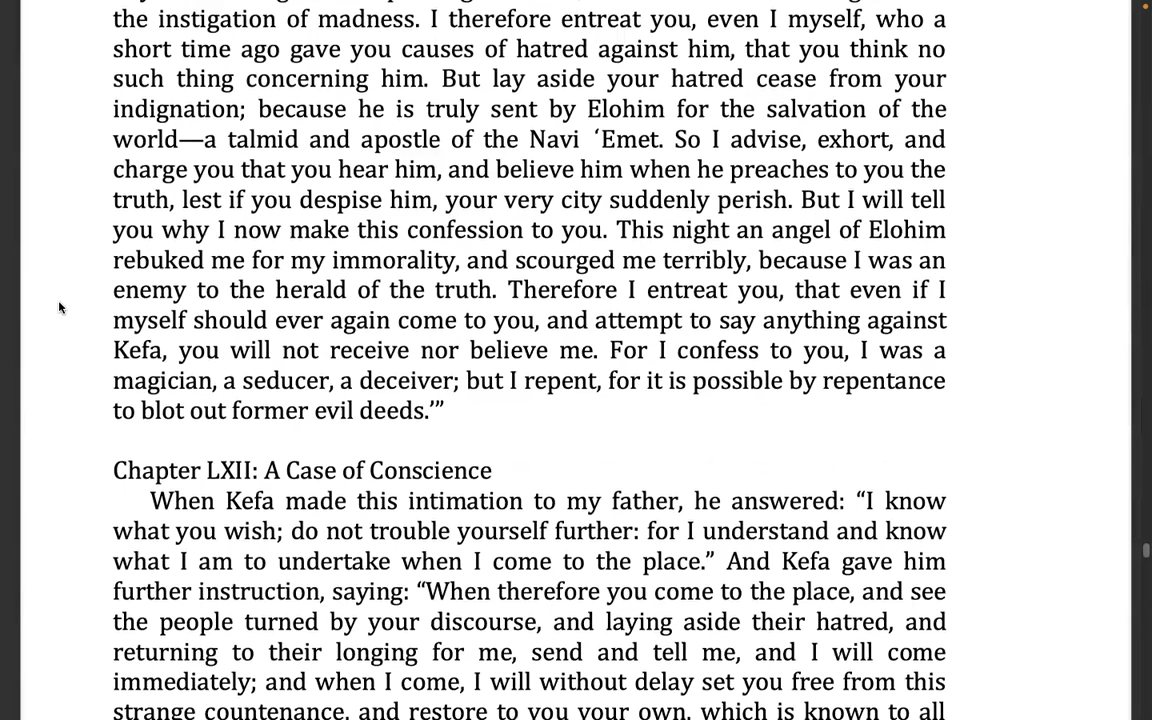 the instigation of madness. I therefore entreat you, even I myself, who a
short time ago gave you causes of hatred against him, that you think no
such thing concerning him. But lay aside your hatred cease from your
indignation; because he is truly sent by Elohim for the salvation of the
world—a talmid and apostle of the Navi ‘Emet. So I advise, exhort, and
charge you that you hear him, and believe him when he preaches to you the
truth, lest if you despise him, your very city suddenly perish. But I will tell
you why I now make this confession to you. This night an angel of Elohim
rebuked me for my immorality, and scourged me terribly, because I was an
enemy to the herald of the truth. Therefore I entreat you, that even if I
myself should ever again come to you, and attempt to say anything against
Kefa, you will not receive nor believe me. For I confess to you, I was a
magician, a seducer, a deceiver; but I repent, for it is possible by repentance
to blot out former evil deeds.’”
Chapter LXII: A Case of Conscience
When Kefa made this intimation to my father, he answered: “I know
what you wish; do not trouble yourself further: for I understand and know
what I am to undertake when I come to the place.” And Kefa gave him
further instruction, saying: “When therefore you come to the place, and see
the people turned by your discourse, and laying aside their hatred, and
returning to their longing for me, send and tell me, and I will come
immediately; and when I come, I will without delay set you free from this
strange countenance, and restore to you your own, which is known to all